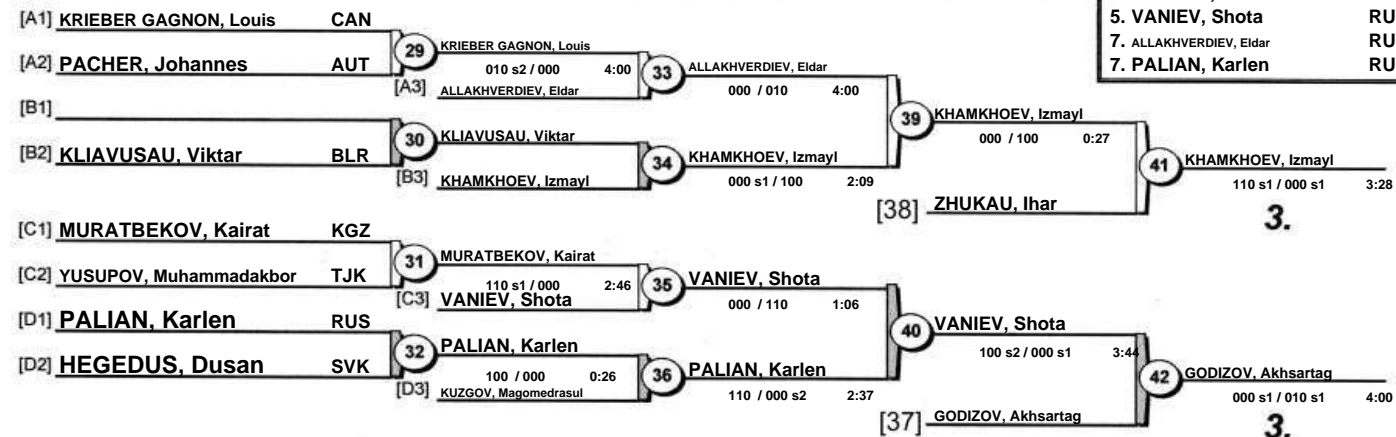 5. VANIEV, Shota RU
7. ALLAKHVERDIEV, Eldar RU
7. PALIAN, Karlen RU
[A1] KRIEBER GAGNON, Louis CAN
[A2] PACHER, Johannes AUT
29 KRIEBER GAGNON, Louis
010 s2 / 000 4:00
[A3] ALLAKHVERDIEV, Eldar
33 ALLAKHVERDIEV, Eldar
000 / 010 4:00
[B1]
[B2] KLIAVUSAU, Viktar BLR
30 KLIAVUSAU, Viktar
[B3] KHAMKHOEV, Izmayl
34 KHAMKHOEV, Izmayl
000 s1 / 100 2:09
39 KHAMKHOEV, Izmayl
000 / 100 0:27
[38] ZHUKAU, Ihar
41 KHAMKHOEV, Izmayl
110 s1 / 000 s1 3:28
3.
[C1] MURATBEKOV, Kairat KGZ
[C2] YUSUPOV, Muhammadakbor TJK
31 MURATBEKOV, Kairat
110 s1 / 000 2:46
[C3] VANIEV, Shota
35 VANIEV, Shota
000 / 110 1:06
[D1] PALIAN, Karlen RUS
[D2] HEGEDUS, Dusan SVK
32 PALIAN, Karlen
100 / 000 0:26
[D3] KUZGOV, Magomedrasul
36 PALIAN, Karlen
110 / 000 s2 2:37
40 VANIEV, Shota
100 s2 / 000 s1 3:44
[37] GODIZOV, Akhsartag
42 GODIZOV, Akhsartag
000 s1 / 010 s1 4:00
3.